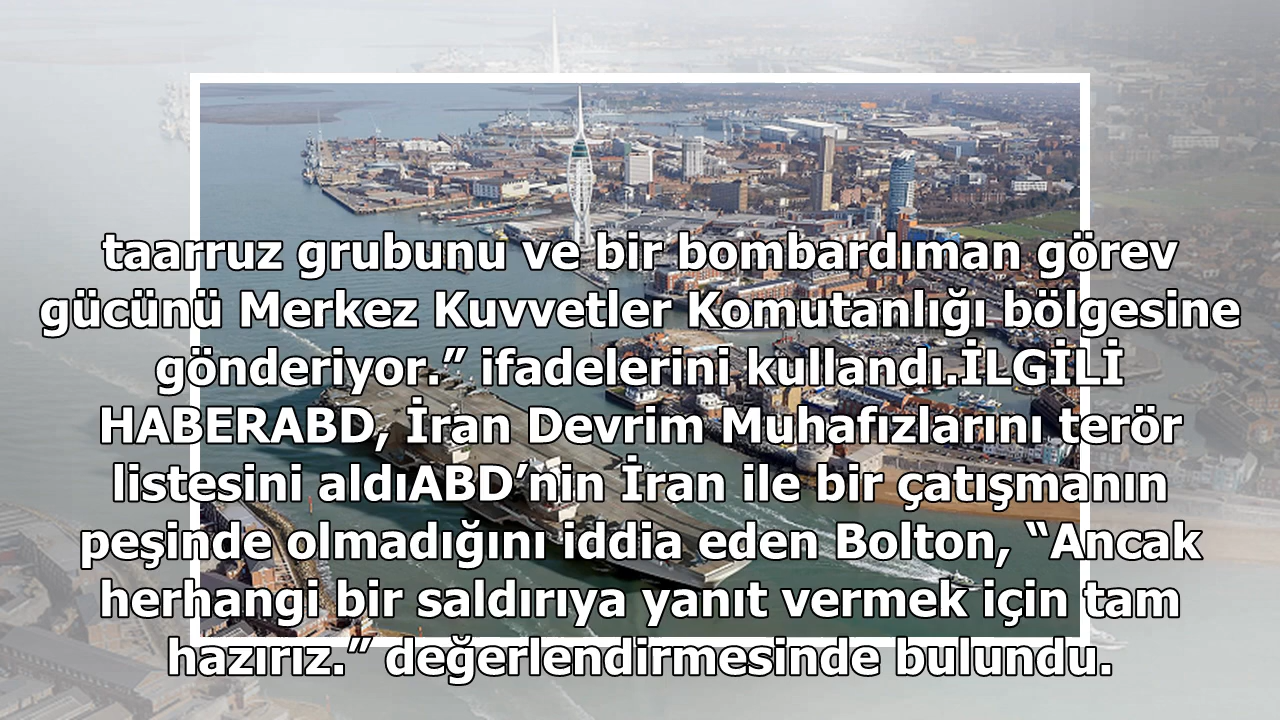 taarruz grubunu ve bir bombardıman görev
gücünü Merkez Kuvvetler Komutanlığı bölgesine
gönderiyor.” ifadelerini kullandı.İLGİLİ
HABERABD, İran Devrim Muhafızlarını terör
listesini aldıABD’nin İran ile bir çatışmanın
peşinde olmadığını iddia eden Bolton, “Ancak
herhangi bir saldırıya yanıt vermek için tam
hazırız.” değerlendirmesinde bulundu.